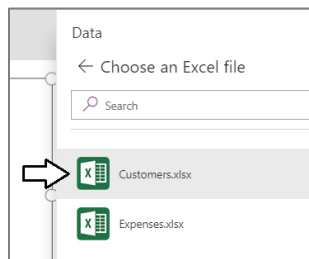 Data
← Choose an Excel file
Search
Customers.xlsx
Expenses.xlsx